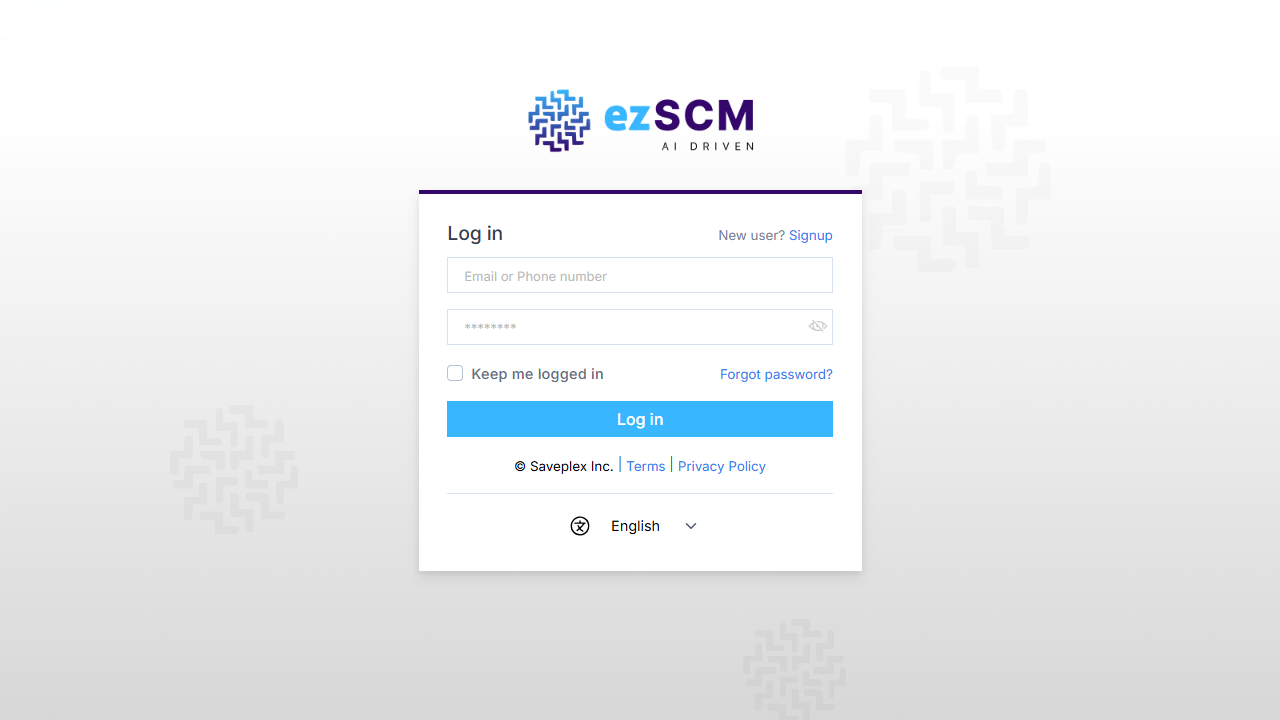 ezSCM
AI DRIVEN
Log in
New user? Signup
Email or Phone number
********
Keep me logged in
Forgot password?
Log in
© Saveplex Inc. | Terms | Privacy Policy
English